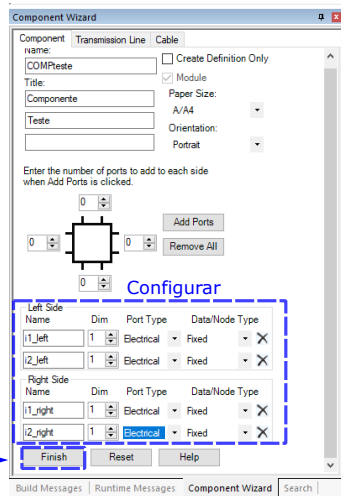 Component Wizard
Component Transmission Line Cable
Name:
COMPteste
Create Definition Only
Module
Title:
Componente
Paper Size:
A/A4
Teste
Orientation:
Portrait
Enter the number of ports to add to each side
when Add Ports is clicked.
0
Add Ports
0 0
Remove All
0
Configurar
Left Side
Name Dim Port Type Data/Node Type
i1_left 1 Electrical Fixed
i2_left 1 Electrical Fixed
Right Side
Name Dim Port Type Data/Node Type
i1_right 1 Electrical Fixed
i2_right 1 Electrical Fixed
Finish Reset Help
Build Messages Runtime Messages Component Wizard Search